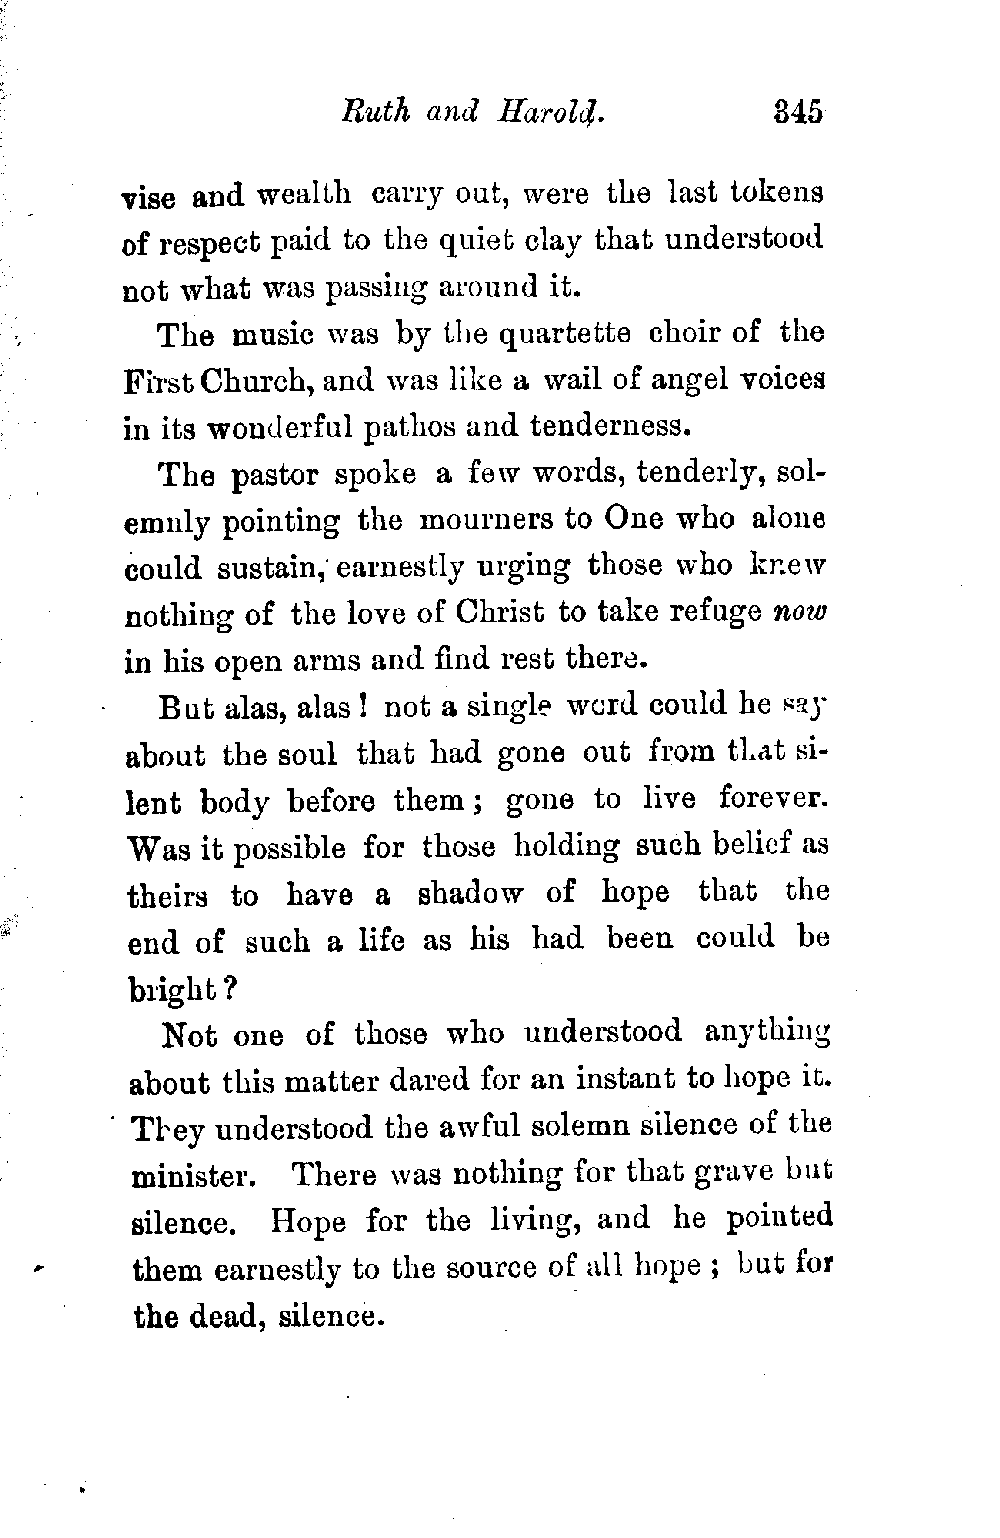 Ruth and Harold. 345
vise and wealth carry out, were the last tokens
of respect paid to the quiet clay that understood
not what was passing around it.
The music was by the quartette choir of the
First Church, and was like a wail of angel voices
in its wonderful pathos and tenderness.
The pastor spoke a few words, tenderly, sol-
emnly pointing the mourners to One who alone
could sustain, earnestly urging those who knew
nothing of the love of Christ to take refuge now
in his open arms and find rest there.
But alas, alas! not a single word could he say
about the soul that had gone out from that si-
lent body before them; gone to live forever.
Was it possible for those holding such belief as
theirs to have a shadow of hope that the
end of such a life as his had been could be
bright?
Not one of those who understood anything
about this matter dared for an instant to hope it.
They understood the awful solemn silence of the
minister. There was nothing for that grave but
silence. Hope for the living, and he pointed
them earnestly to the source of all hope; but for
the dead, silence.